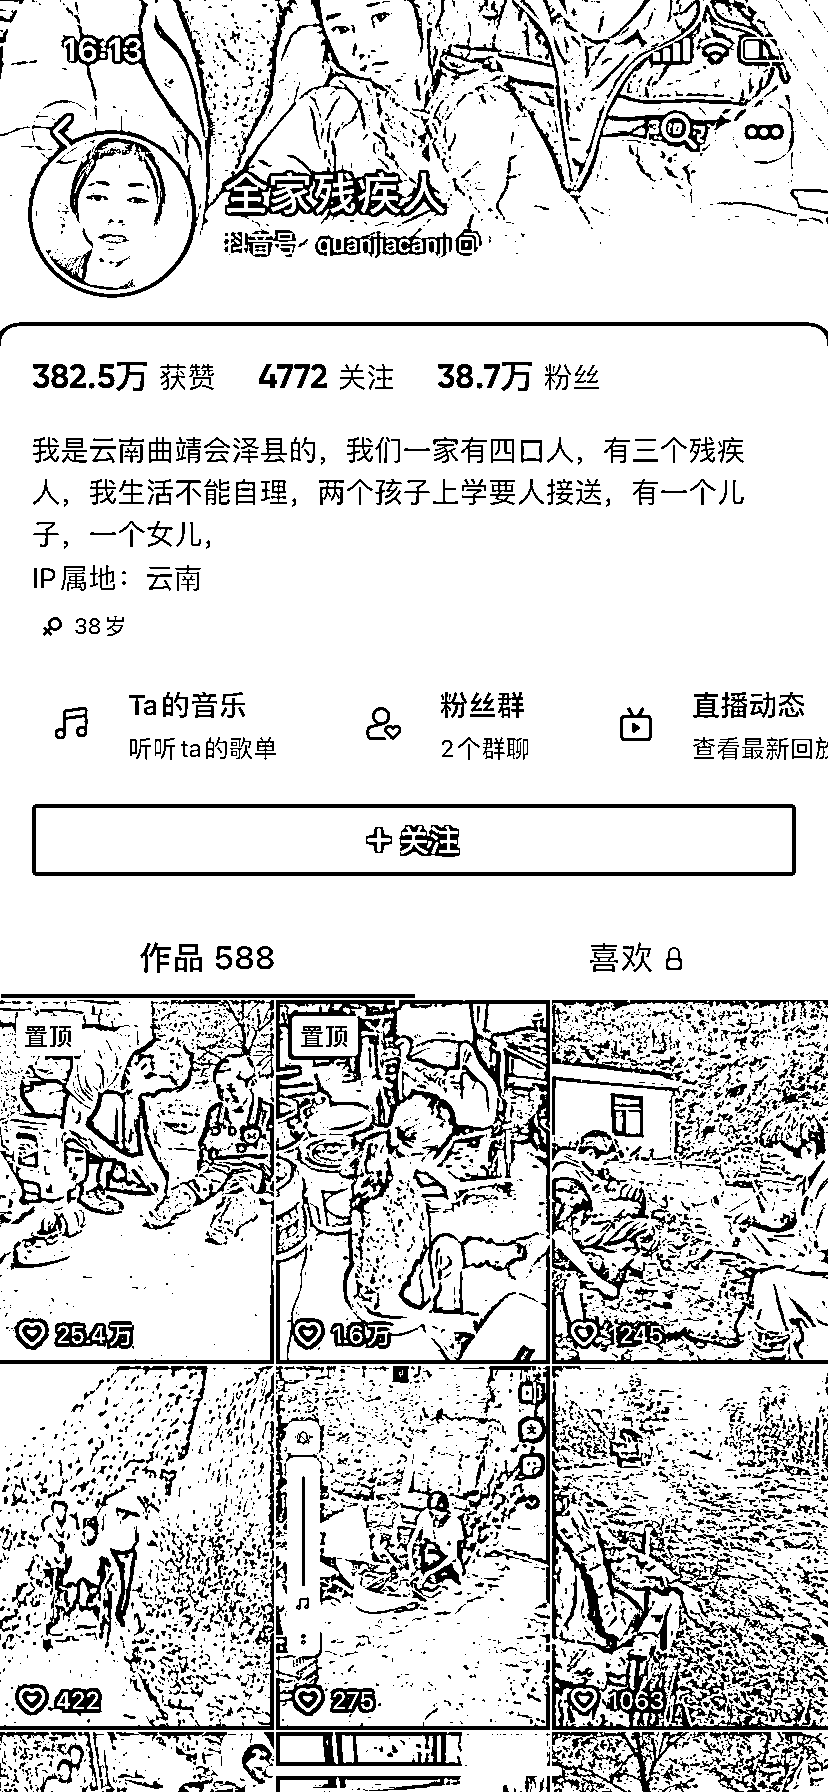 16:13
全家残疾人
抖音号：quanjiacanji
382.5万 获赞 4772 关注 38.7万 粉丝
我是云南曲靖会泽县的，我们一家有四口人，有三个残疾
人，我生活不能自理，两个孩子上学要人接送，有一个儿
子，一个女儿，
IP属地：云南
38岁
Ta的音乐 粉丝群 直播动态
听听ta的歌单 2个群聊 查看最新回放
关注
作品 588 喜欢
置顶 置顶
25.4万 1.6万 1245
422 275 1063